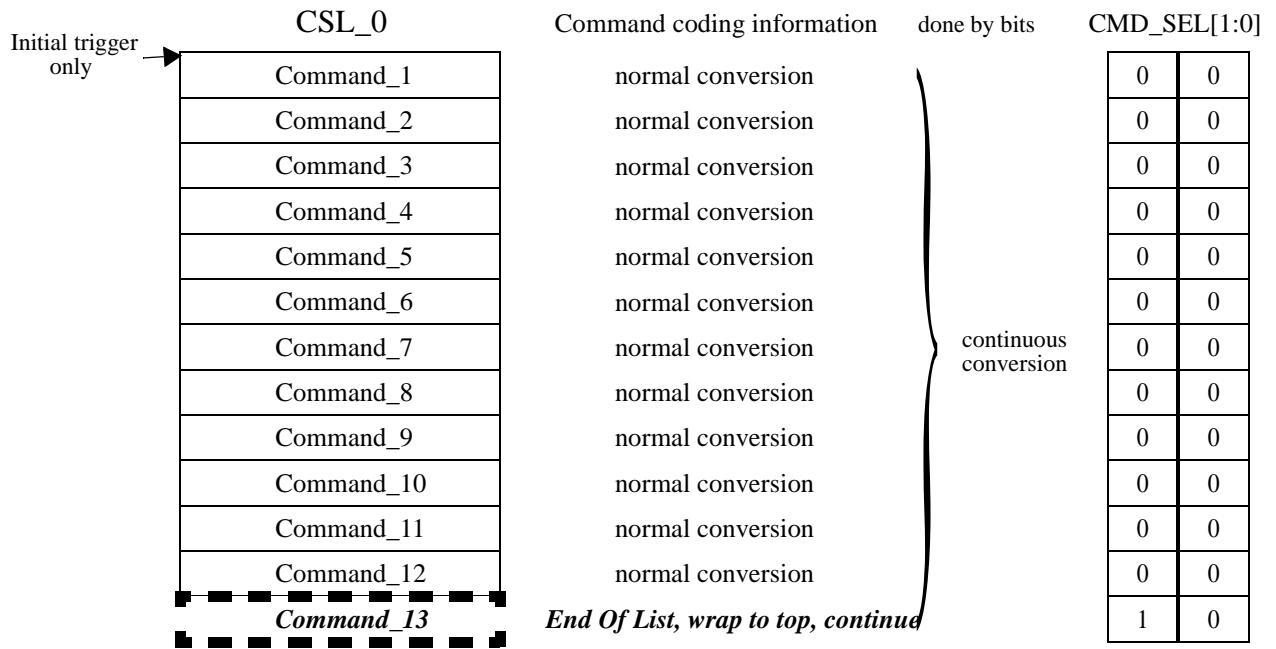 CSL_0 Command coding information done by bits CMD_SEL[1:0]
Initial trigger
only
Command_1 normal conversion 0 0
Command_2 normal conversion 0 0
Command_3 normal conversion 0 0
Command_4 normal conversion 0 0
Command_5 normal conversion 0 0
Command_6 normal conversion 0 0
Command_7 normal conversion 0 0
continuous
conversion
Command_8 normal conversion 0 0
Command_9 normal conversion 0 0
Command_10 normal conversion 0 0
Command_11 normal conversion 0 0
Command_12 normal conversion 0 0
Command_13 End Of List, wrap to top, continue 1 0